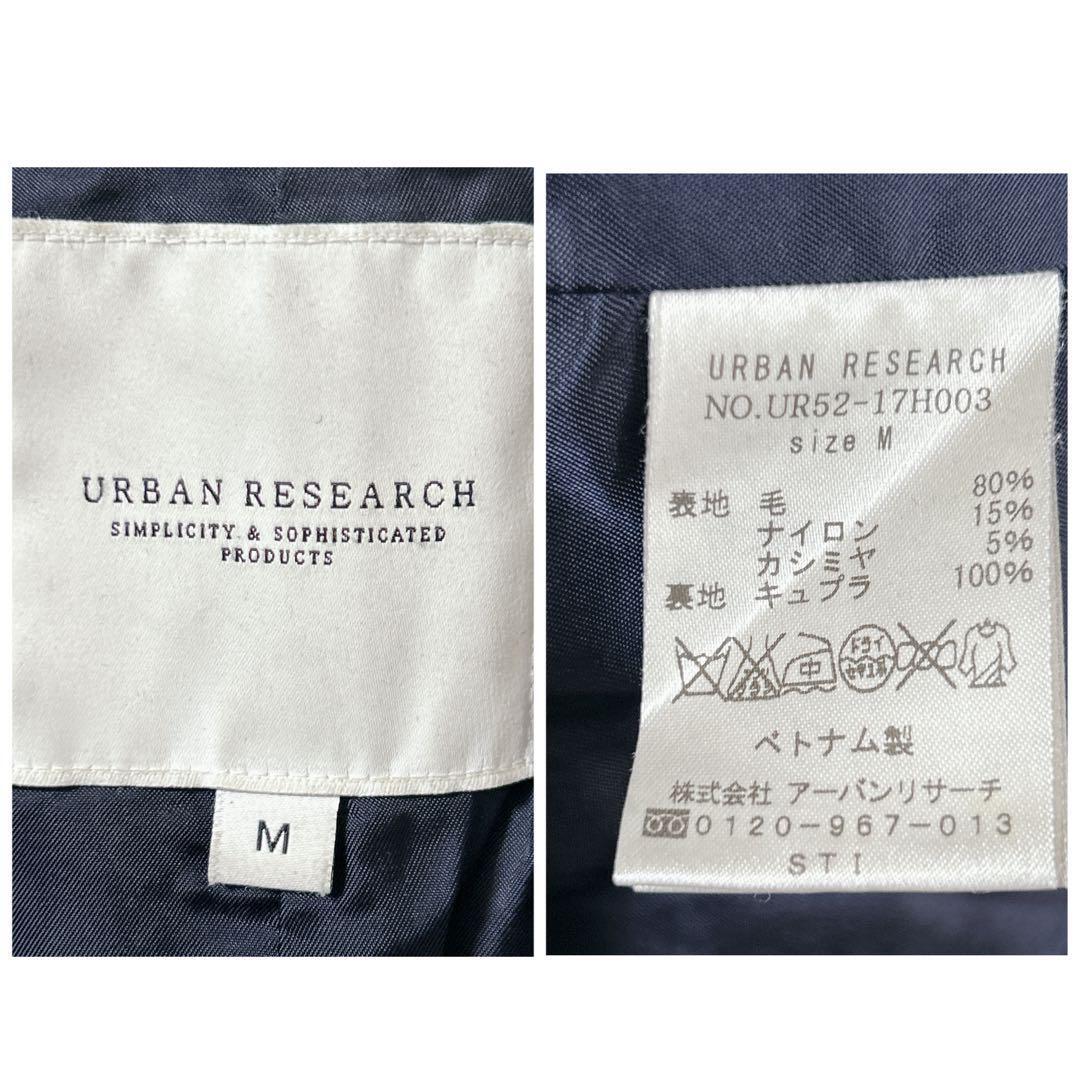 URBAN RESEARCH
SIMPLICITY & SOPHISTICATED
PRODUCTS
M
URBAN RESEARCH
NO.UR52-17H003
size M
表地 毛 80%
ナイロン 15%
カシミヤ 5%
裏地 キュプラ 100%
中
ドライ
ベトナム製
株式会社 アーバンリサーチ
0120-967-013
STI